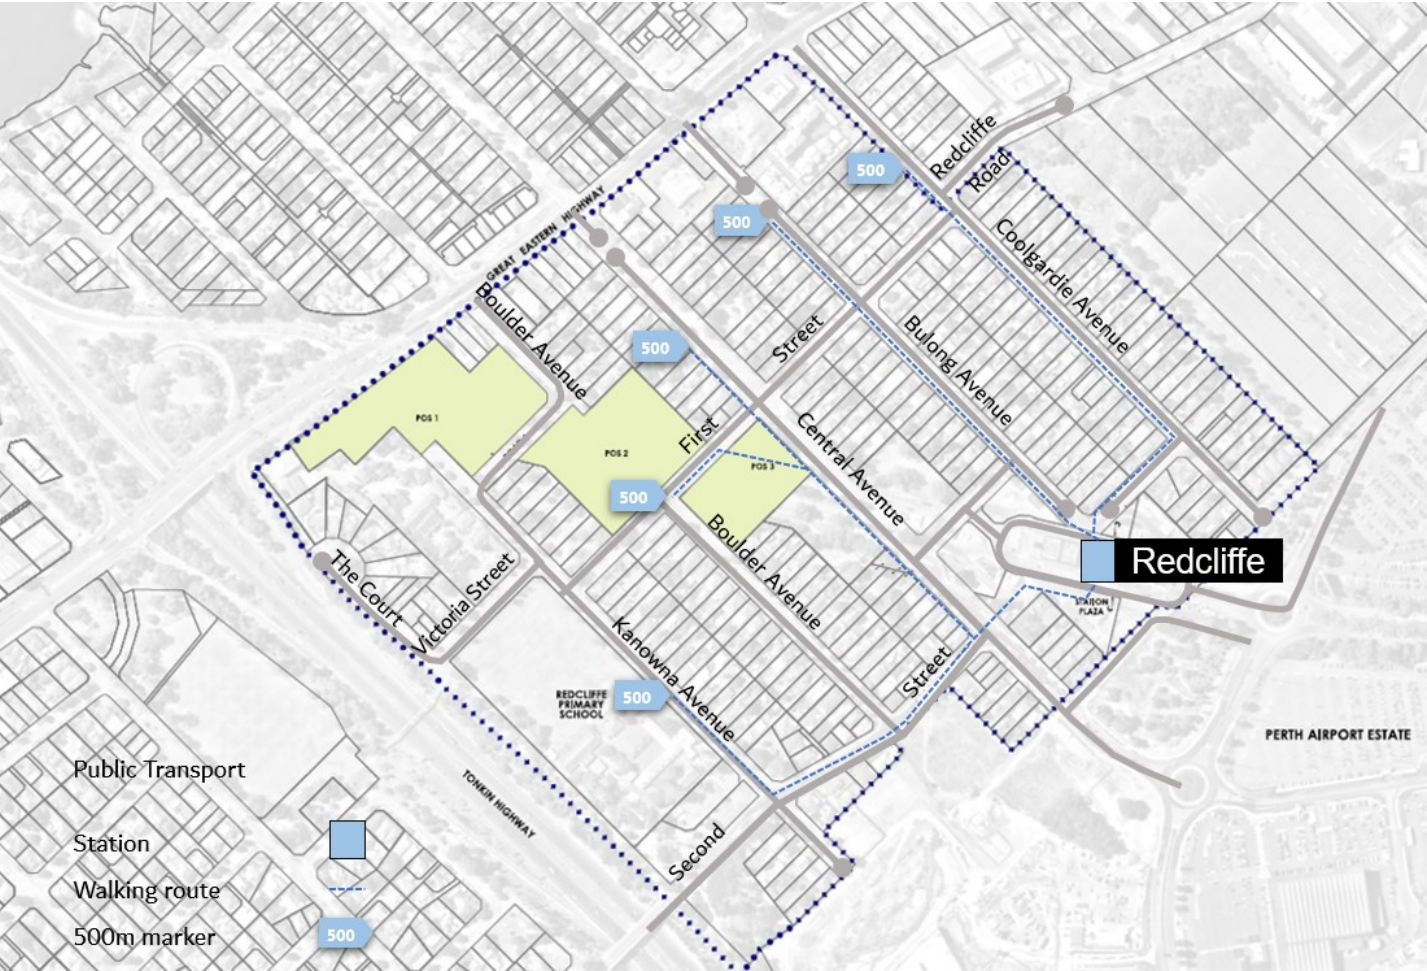 500
Redcliffe
Road
500
GREAT EASTERN HIGHWAY
Boulder Avenue
Coolgardie Avenue
500
Street
Bulong Avenue
POS 1
POS 2
First
POS 3
Central Avenue
500
Boulder Avenue
Redcliffe
STATION
PLAZA
The Court
Victoria Street
Kanowna Avenue
Street
REDCLIFFE
PRIMARY
SCHOOL
500
PERTH AIRPORT ESTATE
TONKIN HIGHWAY
Second
Public Transport
Station
Walking route
500m marker
500